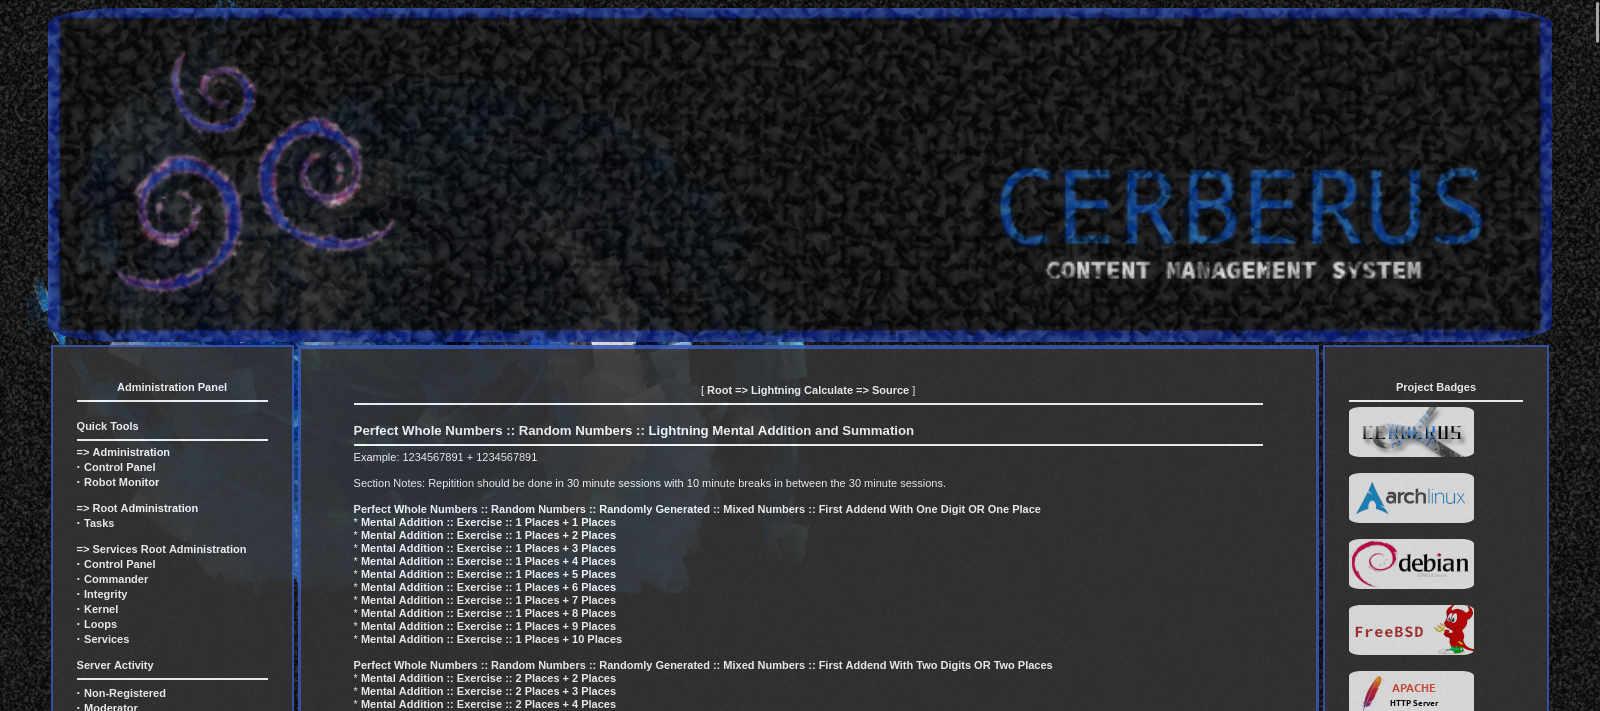 CERBERUS
CONTENT MANAGEMENT SYSTEM
Administration Panel
Quick Tools
=> Administration
· Control Panel
· Robot Monitor
=> Root Administration
· Tasks
=> Services Root Administration
· Control Panel
· Commander
· Integrity
· Kernel
· Loops
· Services
Server Activity
· Non-Registered
· Moderator
[ Root => Lightning Calculate => Source ]
Perfect Whole Numbers :: Random Numbers :: Lightning Mental Addition and Summation
Example: 1234567891 + 1234567891
Section Notes: Repitition should be done in 30 minute sessions with 10 minute breaks in between the 30 minute sessions.
Perfect Whole Numbers :: Random Numbers :: Randomly Generated :: Mixed Numbers :: First Addend With One Digit OR One Place
* Mental Addition :: Exercise :: 1 Places + 1 Places
* Mental Addition :: Exercise :: 1 Places + 2 Places
* Mental Addition :: Exercise :: 1 Places + 3 Places
* Mental Addition :: Exercise :: 1 Places + 4 Places
* Mental Addition :: Exercise :: 1 Places + 5 Places
* Mental Addition :: Exercise :: 1 Places + 6 Places
* Mental Addition :: Exercise :: 1 Places + 7 Places
* Mental Addition :: Exercise :: 1 Places + 8 Places
* Mental Addition :: Exercise :: 1 Places + 9 Places
* Mental Addition :: Exercise :: 1 Places + 10 Places
Perfect Whole Numbers :: Random Numbers :: Randomly Generated :: Mixed Numbers :: First Addend With Two Digits OR Two Places
* Mental Addition :: Exercise :: 2 Places + 2 Places
* Mental Addition :: Exercise :: 2 Places + 3 Places
* Mental Addition :: Exercise :: 2 Places + 4 Places
Project Badges
CERBERUS
archlinux
debian
FreeBSD
APACHE
HTTP Server